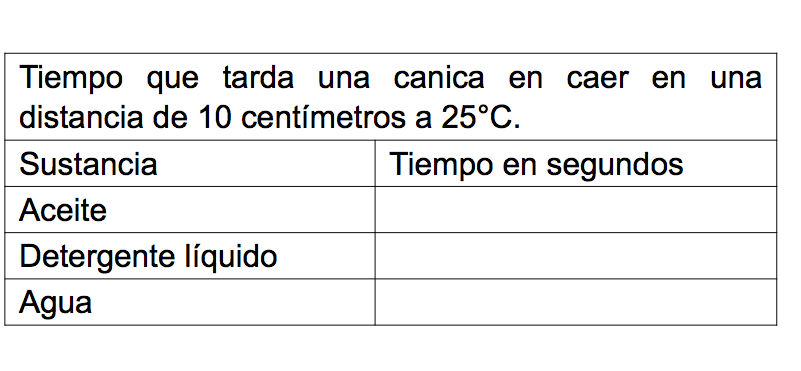 Tiempo que tarda una canica en caer en una
distancia de 10 centímetros a 25°C.
Sustancia Tiempo en segundos
Aceite
Detergente líquido
Agua